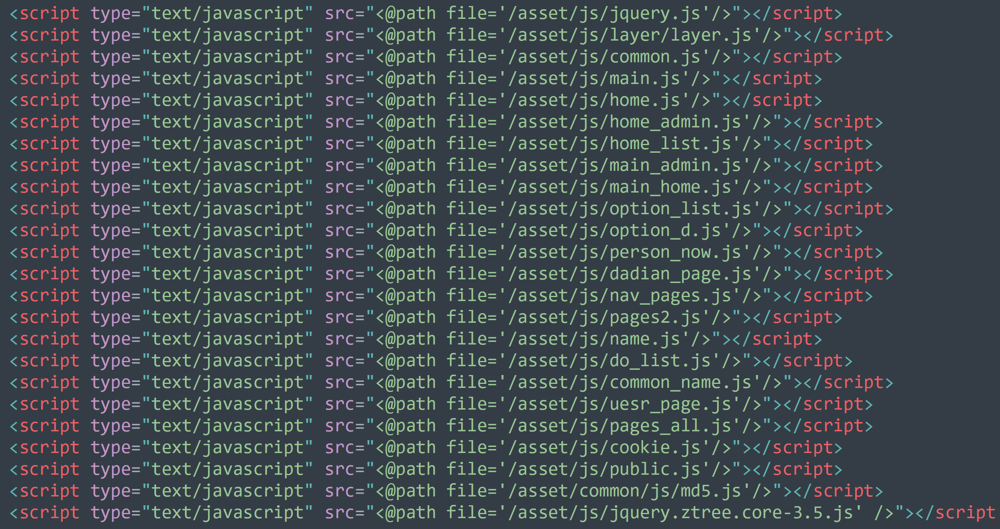 <script type="text/javascript" src="<@path file='/asset/js/jquery.js'/>"></script>
<script type="text/javascript" src="<@path file='/asset/js/layer/layer.js'/>"></script>
<script type="text/javascript" src="<@path file='/asset/js/common.js'/>"></script>
<script type="text/javascript" src="<@path file='/asset/js/main.js'/>"></script>
<script type="text/javascript" src="<@path file='/asset/js/home.js'/>"></script>
<script type="text/javascript" src="<@path file='/asset/js/home_admin.js'/>"></script>
<script type="text/javascript" src="<@path file='/asset/js/home_list.js'/>"></script>
<script type="text/javascript" src="<@path file='/asset/js/main_admin.js'/>"></script>
<script type="text/javascript" src="<@path file='/asset/js/main_home.js'/>"></script>
<script type="text/javascript" src="<@path file='/asset/js/option_list.js'/>"></script>
<script type="text/javascript" src="<@path file='/asset/js/option_d.js'/>"></script>
<script type="text/javascript" src="<@path file='/asset/js/person_now.js'/>"></script>
<script type="text/javascript" src="<@path file='/asset/js/dadian_page.js'/>"></script>
<script type="text/javascript" src="<@path file='/asset/js/nav_pages.js'/>"></script>
<script type="text/javascript" src="<@path file='/asset/js/pages2.js'/>"></script>
<script type="text/javascript" src="<@path file='/asset/js/name.js'/>"></script>
<script type="text/javascript" src="<@path file='/asset/js/do_list.js'/>"></script>
<script type="text/javascript" src="<@path file='/asset/js/common_name.js'/>"></script>
<script type="text/javascript" src="<@path file='/asset/js/uesr_page.js'/>"></script>
<script type="text/javascript" src="<@path file='/asset/js/pages_all.js'/>"></script>
<script type="text/javascript" src="<@path file='/asset/js/cookie.js'/>"></script>
<script type="text/javascript" src="<@path file='/asset/js/public.js'/>"></script>
<script type="text/javascript" src="<@path file='/asset/common/js/md5.js'/>"></script>
<script type="text/javascript" src="<@path file='/asset/js/jquery.ztree.core-3.5.js' />"></script